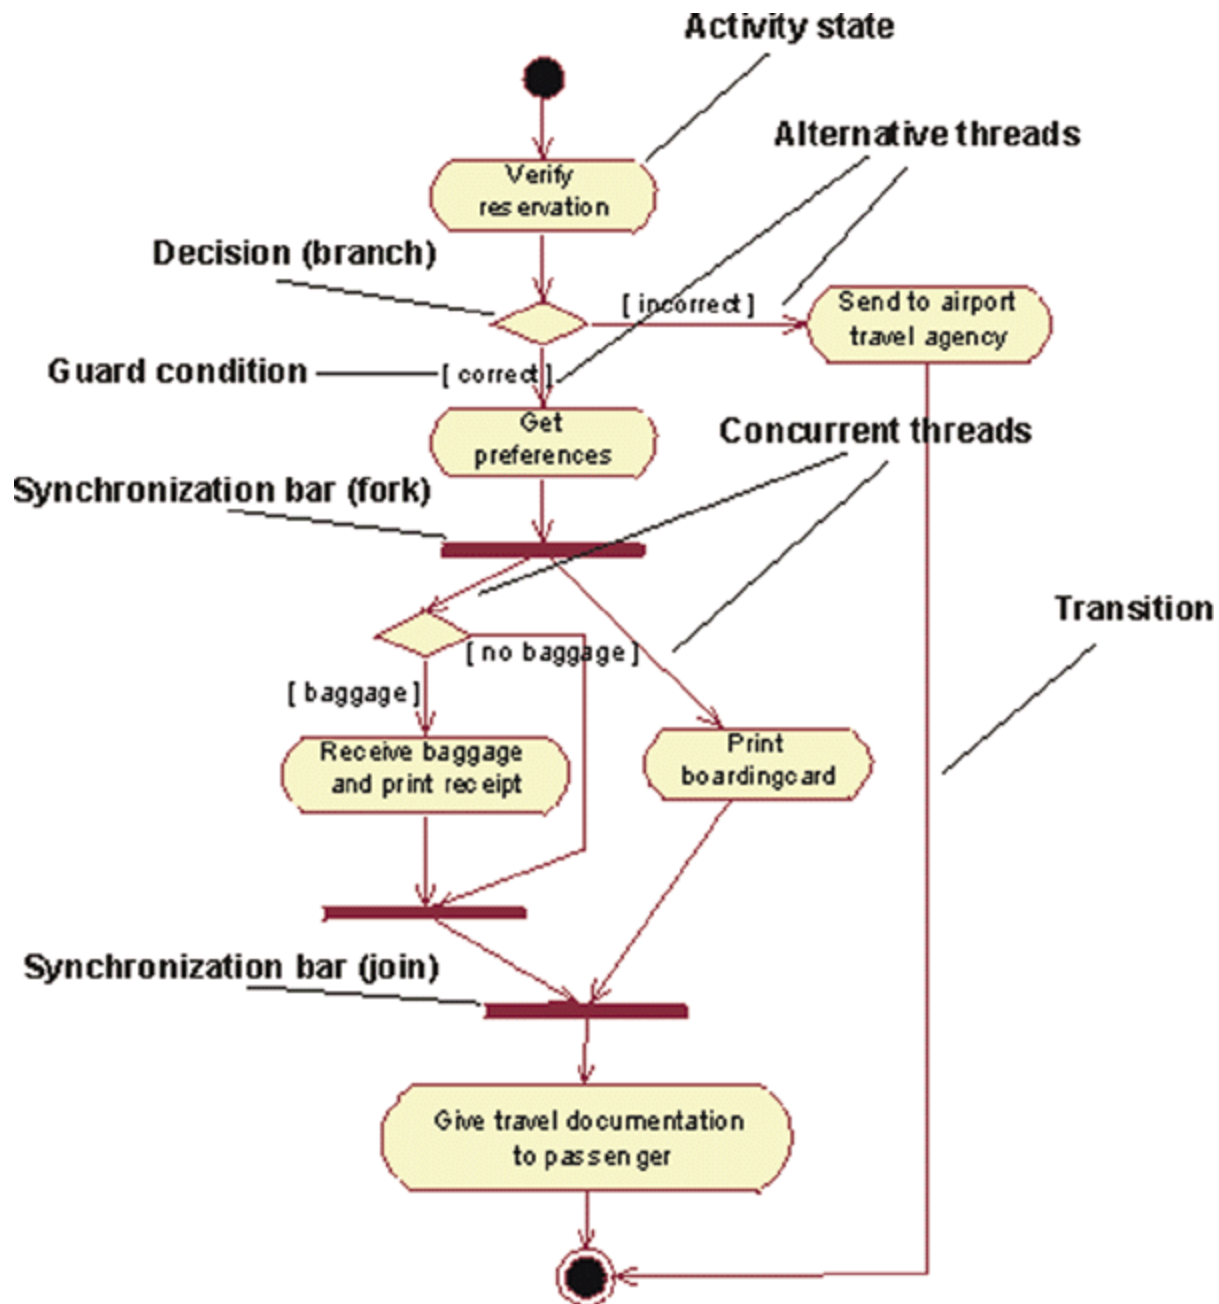 Activity state
Alternative threads
Verify
reservation
Decision (branch)
[ incorrect ]
Send to airport
travel agency
Guard condition
[ correct ]
Get
preferences
Concurrent threads
Synchronization bar (fork)
Transition
[ no baggage ]
[ baggage ]
Receive baggage
and print receipt
Print
boardingcard
Synchronization bar (join)
Give travel documentation
to passenger